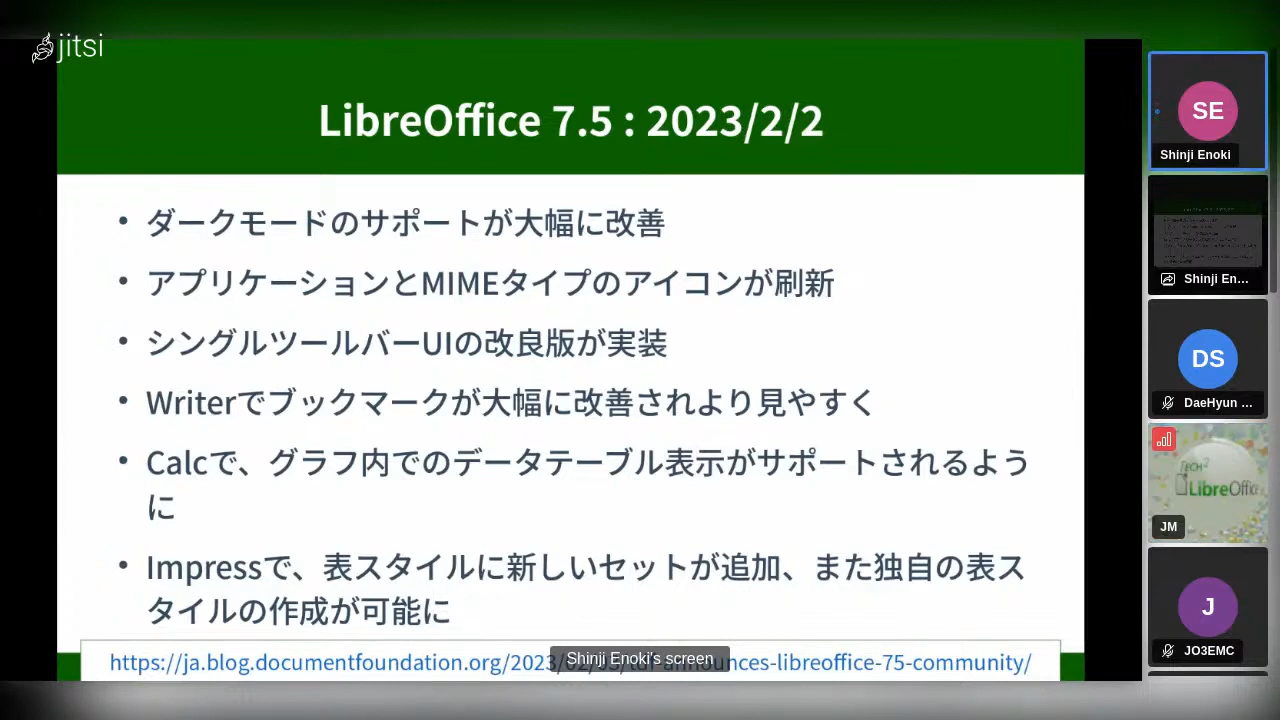 jitsi
LibreOffice 7.5 : 2023/2/2
• ダークモードのサポートが大幅に改善
• アプリケーションとMIMEタイプのアイコンが刷新
• シングルツールバーUIの改良版が実装
• Writerでブックマークが大幅に改善されより見やすく
• Calcで、グラフ内でのデータテーブル表示がサポートされるよう
に
• Impressで、表スタイルに新しいセットが追加、また独自の表ス
タイルの作成が可能に
https://ja.blog.documentfoundation.org/2023/
nces-libreoffice-75-community/
Shinji Enoki's screen
SE
Shinji Enoki
Shinji En...
DS
DaeHyun ...
TECH
LibreOffic
JM
J
JO3EMC